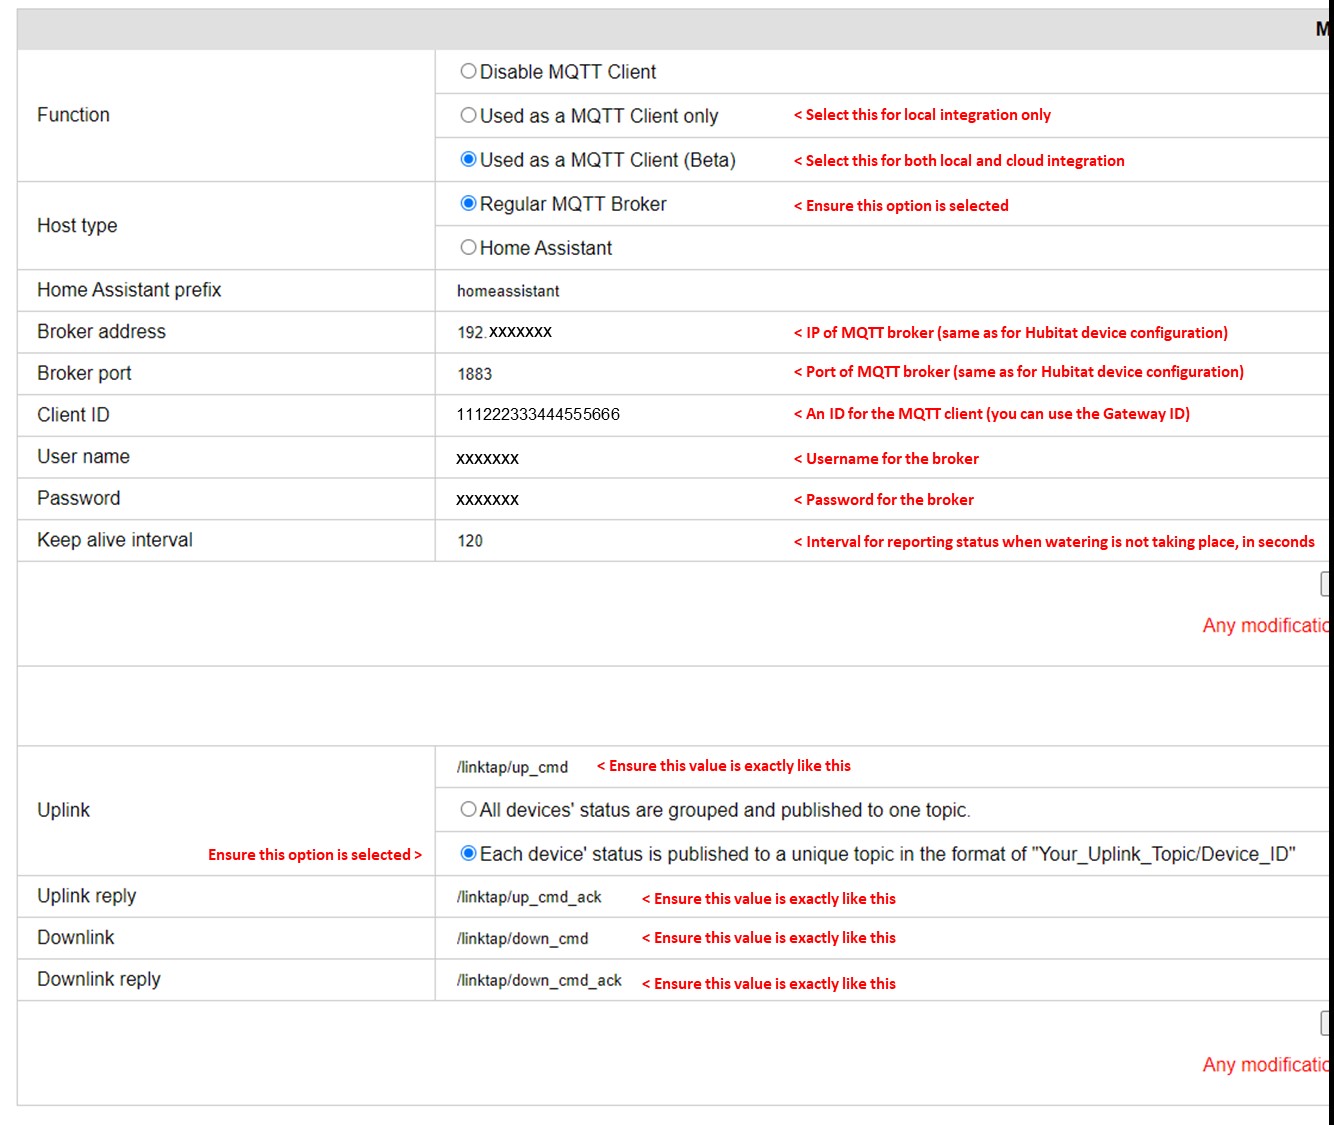 Disable MQTT Client
Function
Used as a MQTT Client only < Select this for local integration only
Used as a MQTT Client (Beta) < Select this for both local and cloud integration
Regular MQTT Broker < Ensure this option is selected
Host type
Home Assistant
Home Assistant prefix homeassistant
Broker address 192.XXXXXXX < IP of MQTT broker (same as for Hubitat device configuration)
Broker port 1883 < Port of MQTT broker (same as for Hubitat device configuration)
Client ID 111222333444555666 < An ID for the MQTT client (you can use the Gateway ID)
User name XXXXXXX < Username for the broker
Password XXXXXXX < Password for the broker
Keep alive interval 120 < Interval for reporting status when watering is not taking place, in seconds
Any
/linktap/up_cmd < Ensure this value is exactly like this
Uplink
All devices' status are grouped and published to one topic.
Ensure this option is selected >
Each device' status is published to a unique topic in the format of "Your_Uplink_Topic/Device_ID"
Uplink reply /linktap/up_cmd_ack < Ensure this value is exactly like this
Downlink /linktap/down_cmd < Ensure this value is exactly like this
Downlink reply /linktap/down_cmd_ack < Ensure this value is exactly like this
Any